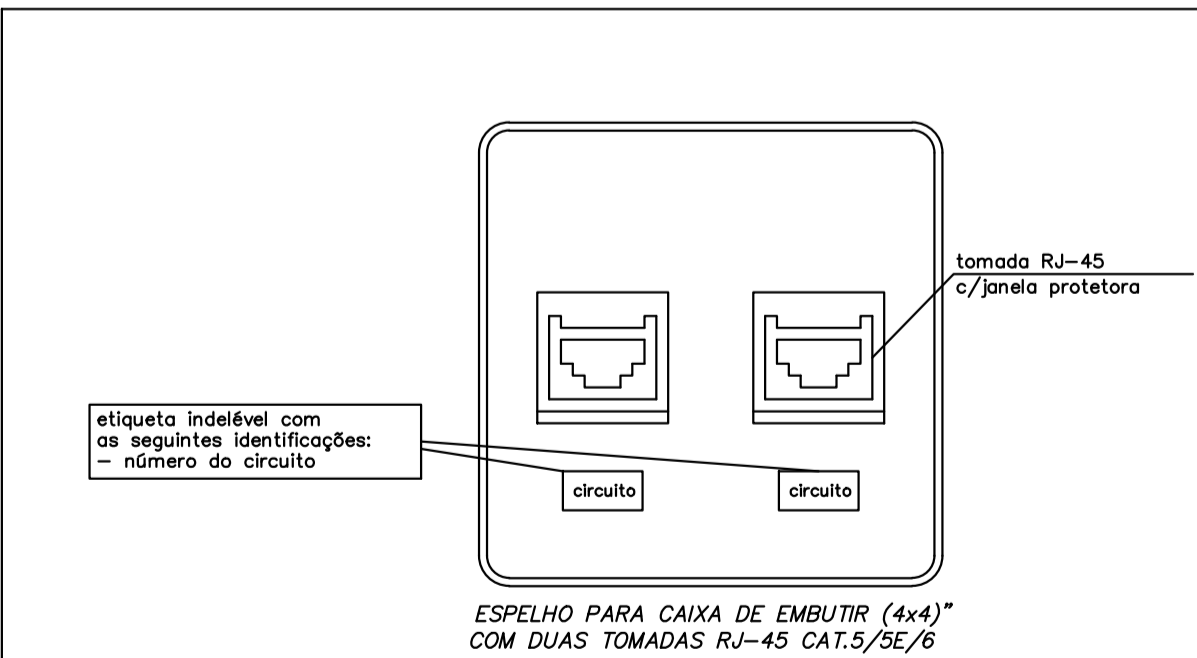 tomada RJ-45
c/janela protetora
etiqueta indelével com
as seguintes identificações:
- número do circuito
circuito
circuito
ESPELHO PARA CAIXA DE EMBUTIR (4x4)"
COM DUAS TOMADAS RJ-45 CAT.5/5E/6